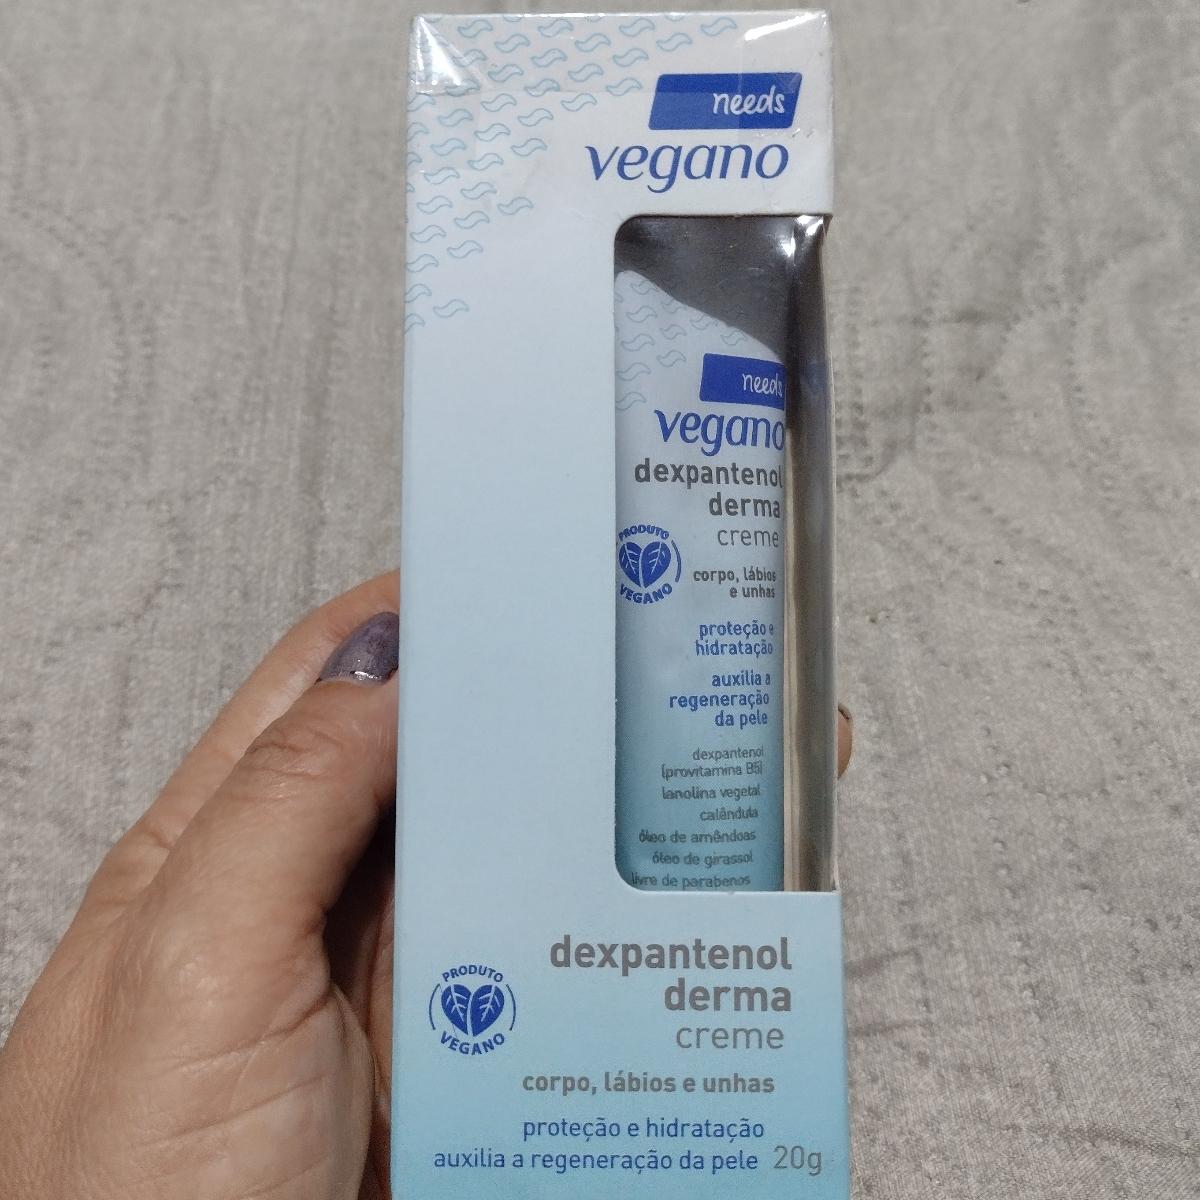 needs
vegano
needs
vegano
dexpantenol
derma
creme
PRODUTO
VEGANO
corpo, lábios
e unhas
proteção e
hidratação
auxilia a
regeneração
da pele
dexpantenol
(provitamina B5)
lanolina vegetal
calêndula
óleo de amêndoas
óleo de girassol
livre de parabenos
dexpantenol
derma
creme
PRODUTO
VEGANO
corpo, lábios e unhas
proteção e hidratação
auxilia a regeneração da pele 20g